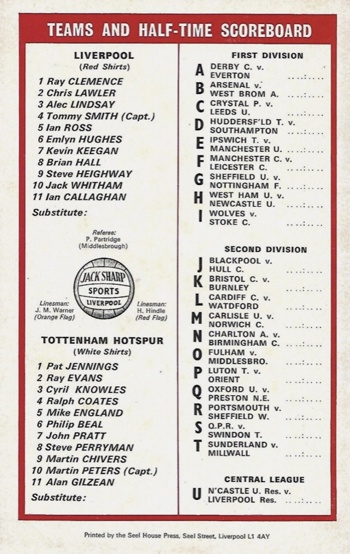 TEAMS AND HALF-TIME SCOREBOARD
LIVERPOOL
(Red Shirts)
1 Ray CLEMENCE
2 Chris LAWLER
3 Alec LINDSAY
4 Tommy SMITH (Capt.)
5 Ian ROSS
6 Emlyn HUGHES
7 Kevin KEEGAN
8 Brian HALL
9 Steve HEIGHWAY
10 Jack WHITHAM
11 Ian CALLAGHAN
Substitute:
Referee:
P. Partridge
(Middlesbrough)
JACK SHARP
SPORTS
LIVERPOOL
Linesman:
J. M. Warner
(Orange Flag)
Linesman:
H. Hindle
(Red Flag)
TOTTENHAM HOTSPUR
(White Shirts)
1 Pat JENNINGS
2 Ray EVANS
3 Cyril KNOWLES
4 Ralph COATES
5 Mike ENGLAND
6 Philip BEAL
7 John PRATT
8 Steve PERRYMAN
9 Martin CHIVERS
10 Martin PETERS (Capt.)
11 Alan GILZEAN
Substitute:
FIRST DIVISION
A DERBY C. v.
EVERTON ....:....
B ARSENAL v.
WEST BROM A. ....:....
C CRYSTAL P. v.
LEEDS U. ....:....
D HUDDERSF'LD T. v.
SOUTHAMPTON ....:....
E IPSWICH T. v.
MANCHESTER U. ....:....
F MANCHESTER C. v.
LEICESTER C. ....:....
G SHEFFIELD U. v.
NOTTINGHAM F. ....:....
H WEST HAM U. v.
NEWCASTLE U. ....:....
I WOLVES v.
STOKE C. ....:....
SECOND DIVISION
J BLACKPOOL v.
HULL C. ....:....
K BRISTOL C. v.
BURNLEY ....:....
L CARDIFF C. v.
WATDFORD ....:....
M CARLISLE U. v.
NORWICH C. ....:....
N CHARLTON A. v.
BIRMINGHAM C. ....:....
O FULHAM v.
MIDDLESBRO. ....:....
P LUTON T. v.
ORIENT ....:....
Q OXFORD U. v.
PRESTON N.E. ....:....
R PORTSMOUTH v.
SHEFFIELD W. ....:....
S Q.P.R. v.
SWINDON T. ....:....
T SUNDERLAND v.
MILLWALL ....:....
CENTRAL LEAGUE
U N'CASTLE U. Res. v.
LIVERPOOL Res. ....:....
Printed by the Seel House Press, Seel Street, Liverpool L1 4AY